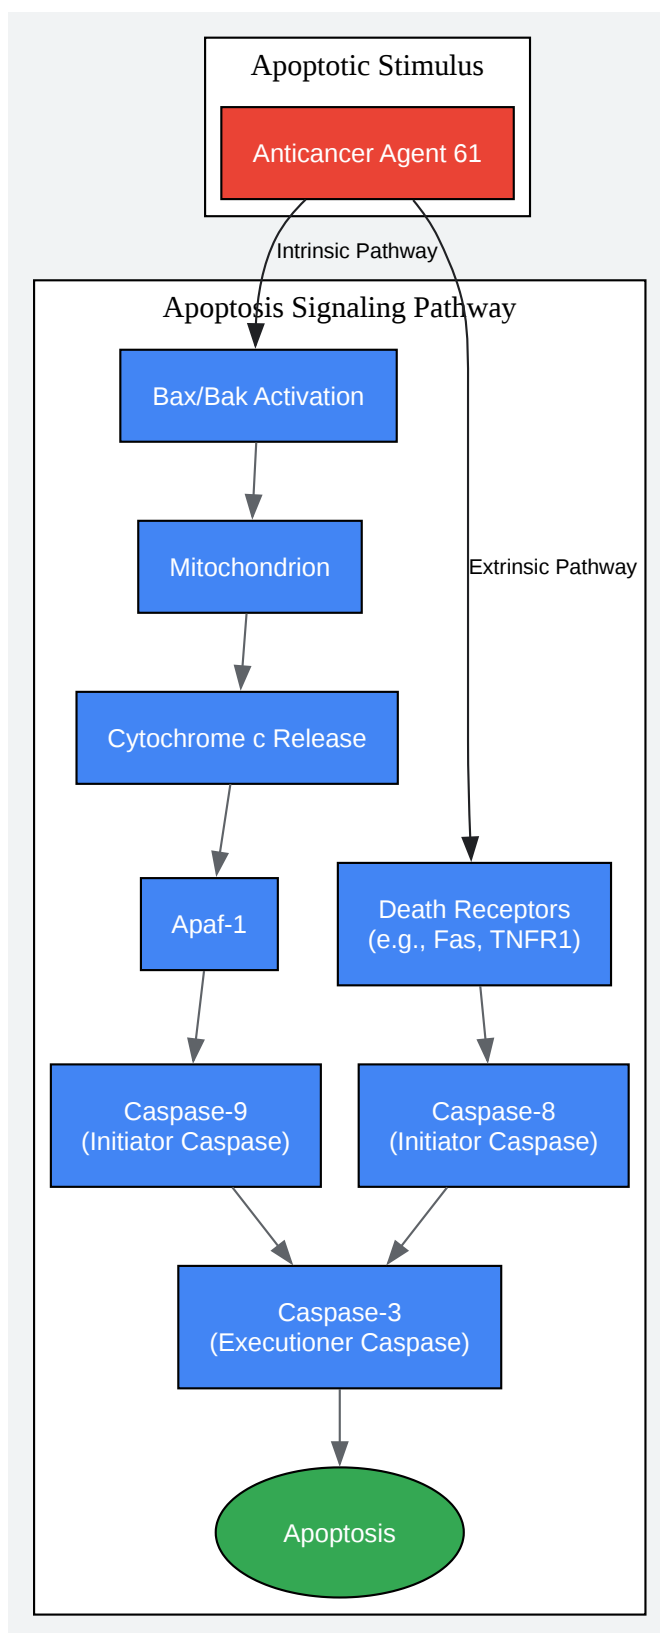 Apoptotic Stimulus
Anticancer Agent 61
Intrinsic Pathway
Apoptosis Signaling Pathway
Bax/Bak Activation
Mitochondrion
Extrinsic Pathway
Cytochrome c Release
Apaf-1
Death Receptors
(e.g., Fas, TNFR1)
Caspase-9
(Initiator Caspase)
Caspase-8
(Initiator Caspase)
Caspase-3
(Executioner Caspase)
Apoptosis